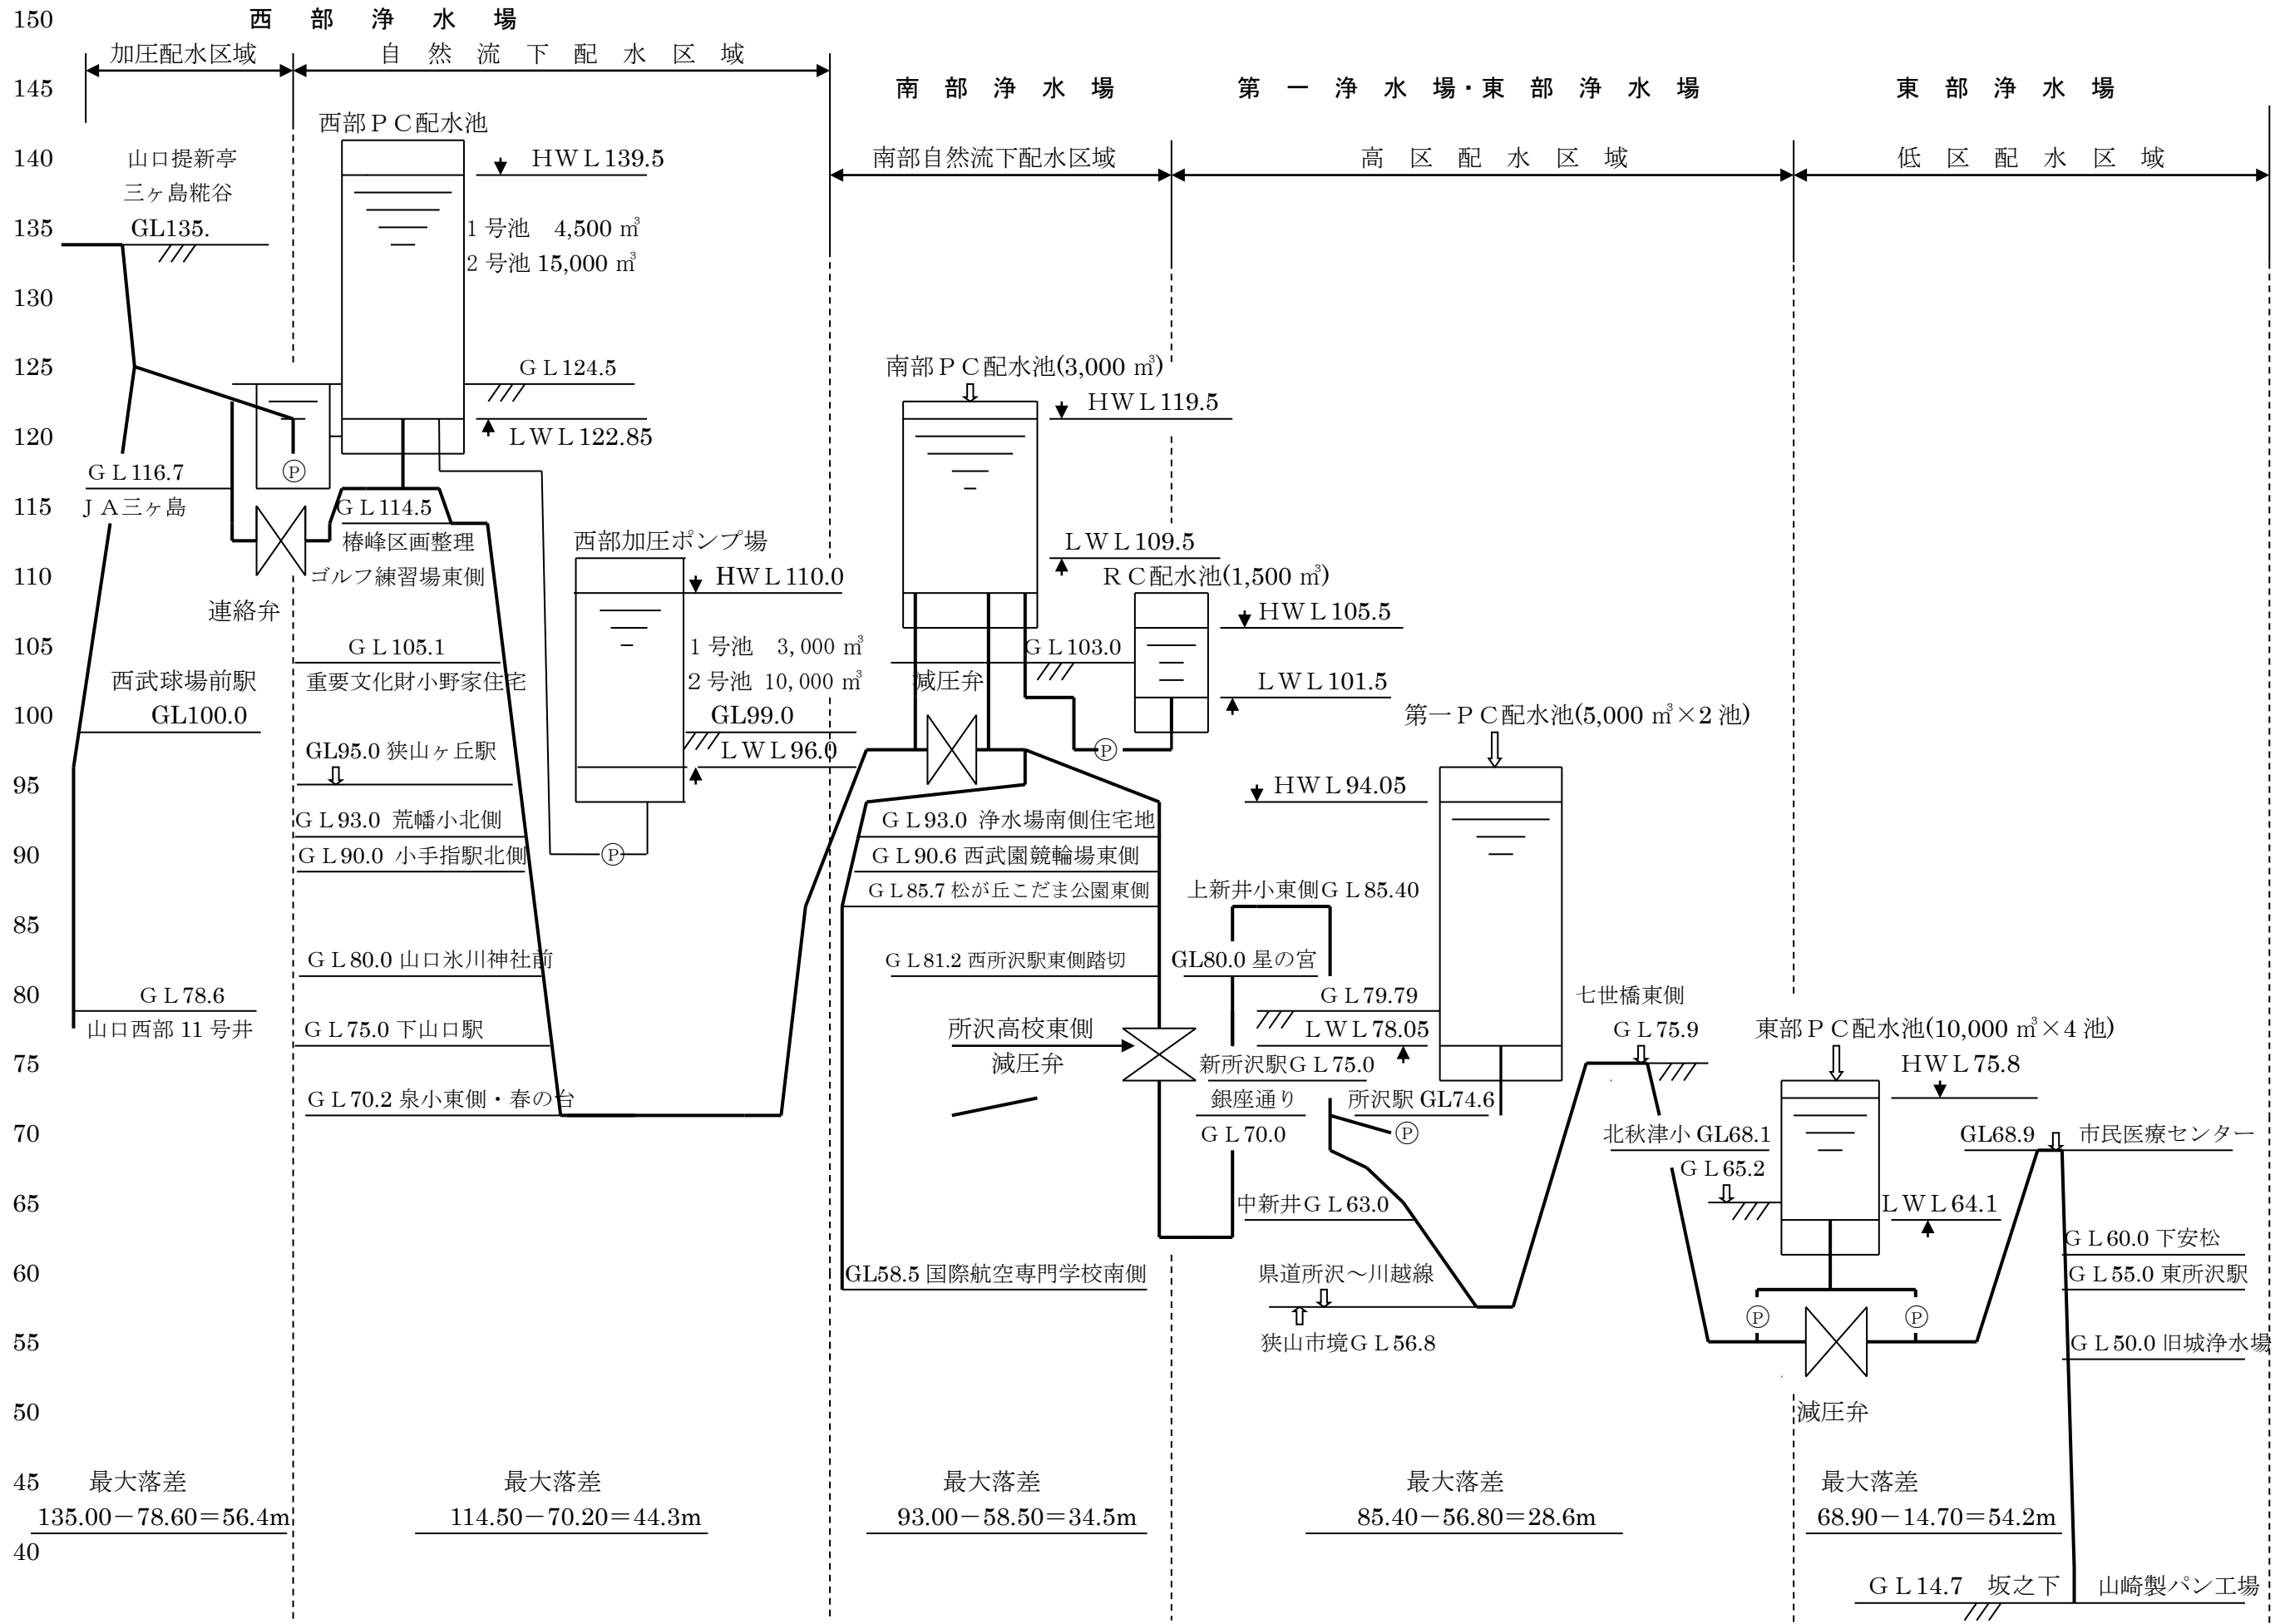 150
145
140
135
130
125
120
115
110
105
100
95
90
85
80
75
70
65
60
55
50
45
40
西 部 浄 水 場
加圧配水区域
自 然 流 下 配 水 区 域
南 部 浄 水 場
第 一 浄 水 場・東 部 浄 水 場
東 部 浄 水 場
南部自然流下配水区域
高 区 配 水 区 域
低 区 配 水 区 域
山口提新亭
三ヶ島糀谷
GL135.
ＧＬ116.7
ＪＡ三ヶ島
連絡弁
西武球場前駅
GL100.0
ＧＬ78.6
山口西部 11 号井
最大落差
135.00－78.60＝56.4m
西部ＰＣ配水池
HWＬ139.5
1 号池　4,500 ㎥
2 号池 15,000 ㎥
ＧＬ124.5
ＬＷＬ122.85
Ⓟ
ＧＬ114.5
椿峰区画整理
ゴルフ練習場東側
ＧＬ105.1
重要文化財小野家住宅
GL95.0 狭山ヶ丘駅
ＧＬ93.0 荒幡小北側
ＧＬ90.0 小手指駅北側
ＧＬ80.0 山口氷川神社前
ＧＬ75.0 下山口駅
ＧＬ70.2 泉小東側・春の台
西部加圧ポンプ場
HWＬ110.0
1 号池　3,000 ㎥
２号池 10,000 ㎥
GL99.0
ＬＷＬ96.0
Ⓟ
最大落差
114.50－70.20＝44.3m
南部ＰＣ配水池(3,000 ㎥)
HWＬ119.5
ＬＷＬ109.5
ＲＣ配水池(1,500 ㎥)
HWＬ105.5
ＧＬ103.0
減圧弁
ＬＷＬ101.5
Ⓟ
ＧＬ93.0 浄水場南側住宅地
ＧＬ90.6 西武園競輪場東側
ＧＬ85.7 松が丘こだま公園東側
ＧＬ81.2 西所沢駅東側踏切
所沢高校東側
減圧弁
GL58.5 国際航空専門学校南側
最大落差
93.00－58.50＝34.5m
第一ＰＣ配水池(5,000 ㎥×2 池)
HWＬ94.05
上新井小東側ＧＬ85.40
GL80.0 星の宮
ＧＬ79.79
ＬＷＬ78.05
新所沢駅ＧＬ75.0
銀座通り
ＧＬ70.0
所沢駅 GL74.6
Ⓟ
中新井ＧＬ63.0
県道所沢～川越線
狭山市境ＧＬ56.8
七世橋東側
ＧＬ75.9
北秋津小 GL68.1
最大落差
85.40－56.80＝28.6m
東部ＰＣ配水池(10,000 ㎥×4 池)
HWＬ75.8
ＧＬ65.2
ＬＷＬ64.1
Ⓟ
Ⓟ
減圧弁
GL68.9
市民医療センター
ＧＬ60.0 下安松
ＧＬ55.0 東所沢駅
ＧＬ50.0 旧城浄水場
最大落差
68.90－14.70＝54.2m
ＧＬ14.7　坂之下
山崎製パン工場